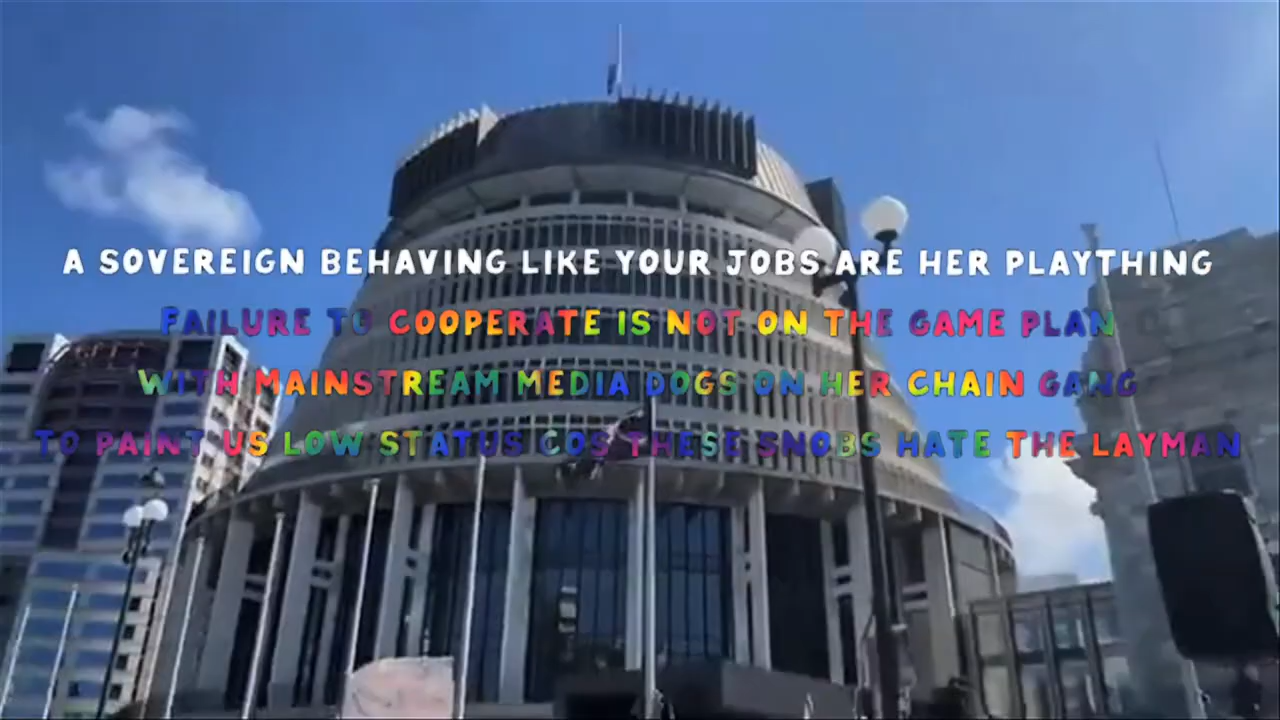 A SOVEREIGN BEHAVING LIKE YOUR JOBS ARE HER PLAYTHING
FAILURE TO COOPERATE IS NOT ON THE GAME PLAN
WITH MAINSTREAM MEDIA DOGS ON HER CHAIN GANG
TO PAINT US LOW STATUS COS THESE SNOBS HATE THE LAYMAN